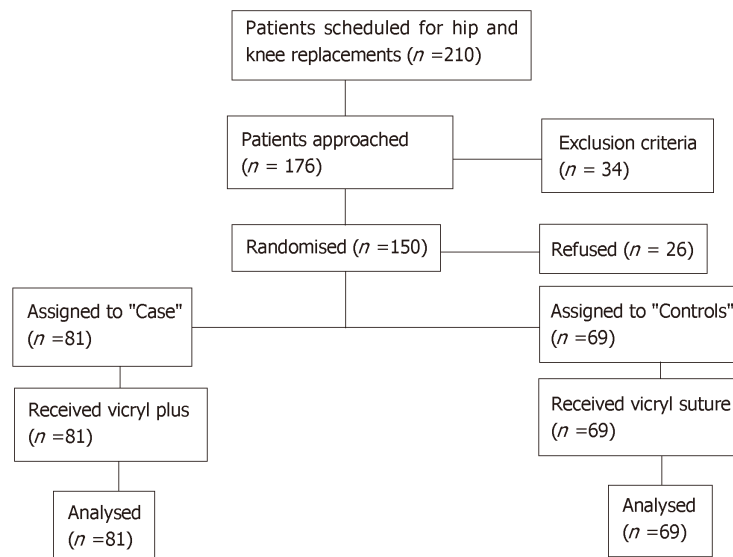 Patients scheduled for hip and
knee replacements (n =210)
Patients approached
(n = 176)
Exclusion criteria
(n = 34)
Randomised (n =150)
Refused (n = 26)
Assigned to "Case"
(n =81)
Assigned to "Controls"
(n =69)
Received vicryl plus
(n =81)
Received vicryl suture
(n =69)
Analysed
(n =81)
Analysed
(n =69)